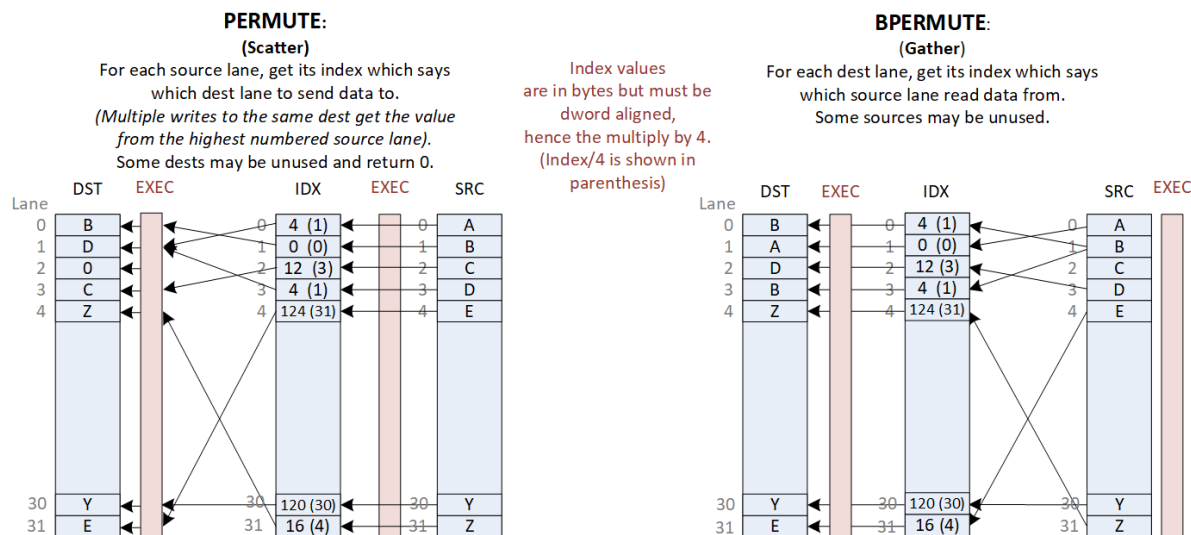 PERMUTE:
(Scatter)
For each source lane, get its index which says
which dest lane to send data to.
(Multiple writes to the same dest get the value
from the highest numbered source lane).
Some dests may be unused and return 0.
Index values
are in bytes but must be
dword aligned,
hence the multiply by 4.
(Index/4 is shown in
parenthesis)
BPERMUTE:
(Gather)
For each dest lane, get its index which says
which source lane read data from.
Some sources may be unused.
DST EXEC IDX EXEC SRC
Lane
0 B 0 4 (1) 0 A
1 D 1 0 (0) 1 B
2 0 2 12 (3) 2 C
3 C 3 4 (1) 3 D
4 Z 4 124 (31) 4 E
30 Y 30 120 (30) 30 Y
31 E 31 16 (4) 31 Z
DST EXEC IDX SRC EXEC
Lane
0 B 0 4 (1) 0 A
1 A 1 0 (0) 1 B
2 D 2 12 (3) 2 C
3 B 3 4 (1) 3 D
4 Z 4 124 (31) 4 E
30 Y 30 120 (30) 30 Y
31 E 31 16 (4) 31 Z